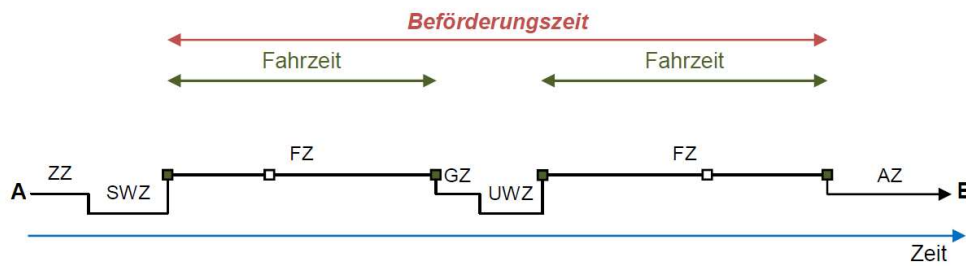 Beförderungszeit
Fahrzeit Fahrzeit
FZ FZ
ZZ GZ AZ
A SWZ UWZ E
Zeit